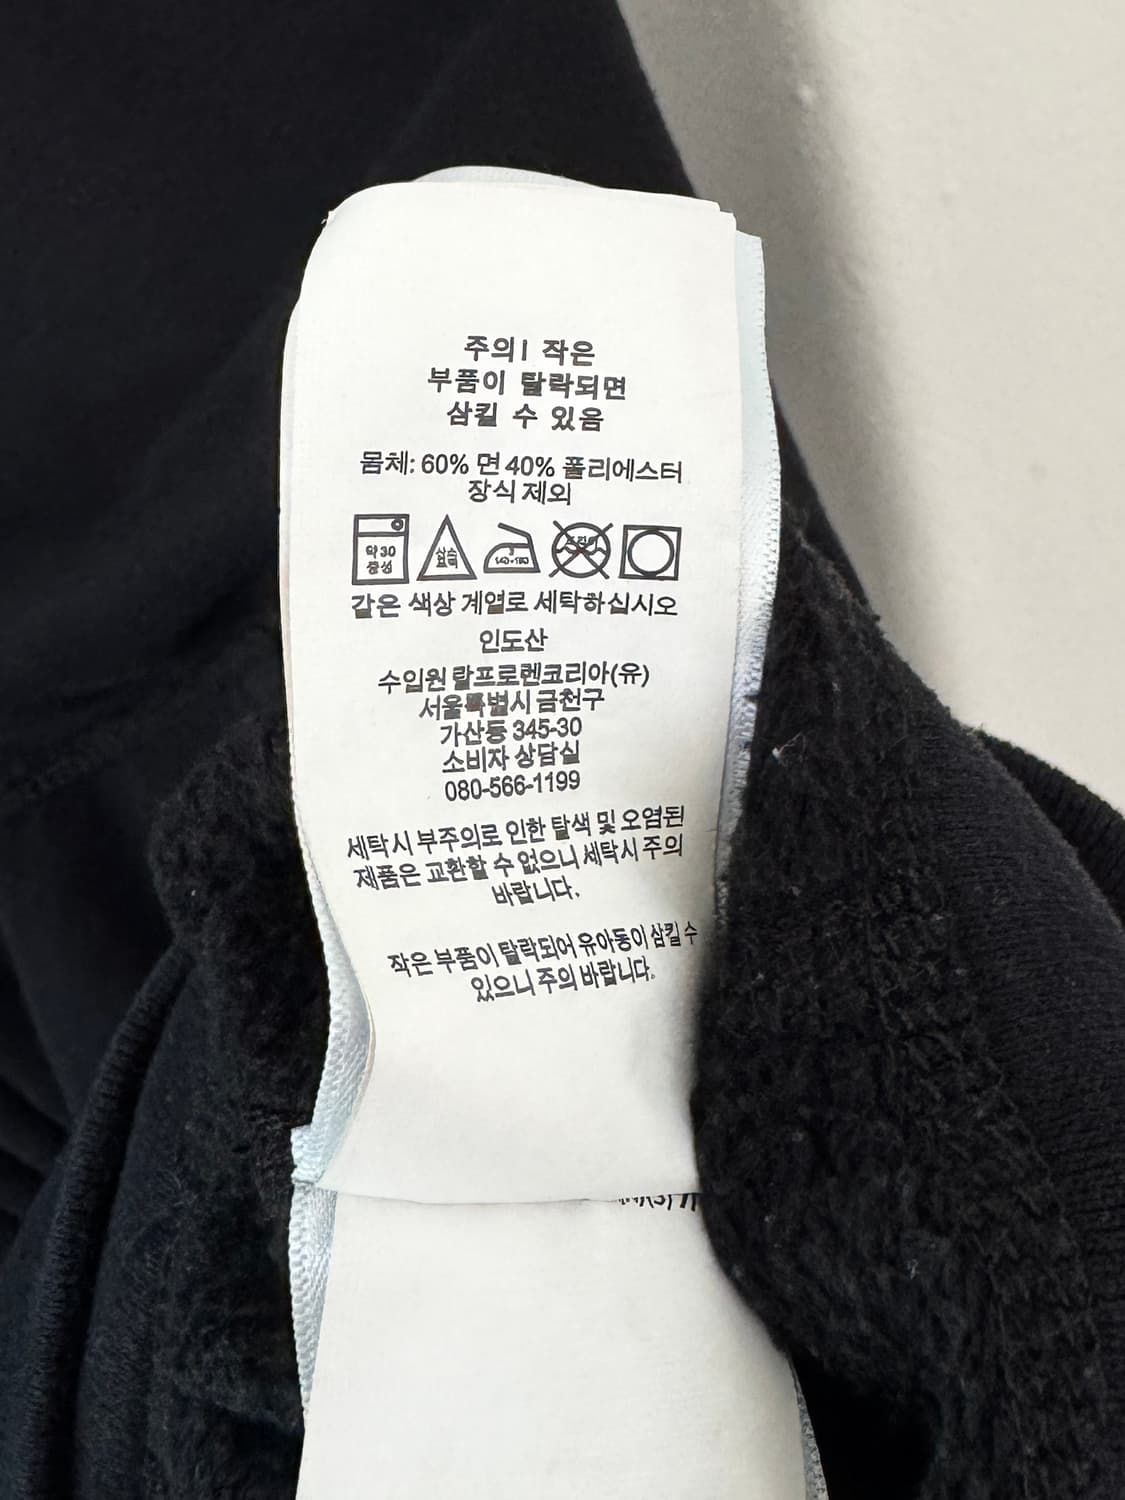 주의! 작은
부품이 탈락되면
삼킬 수 있음
몸체: 60% 면 40% 폴리에스터
장식 제외
약 30
중성
140~160
드라이
같은 색상 계열로 세탁하십시오
인도산
수입원 랄프로렌코리아(유)
서울특별시 금천구
가산동 345-30
소비자 상담실
080-566-1199
세탁시 부주의로 인한 탈색 및 오염된
제품은 교환할 수 없으니 세탁시 주의
바랍니다.
작은 부품이 탈락되어 유아동이 삼킬 수
있으니 주의 바랍니다.